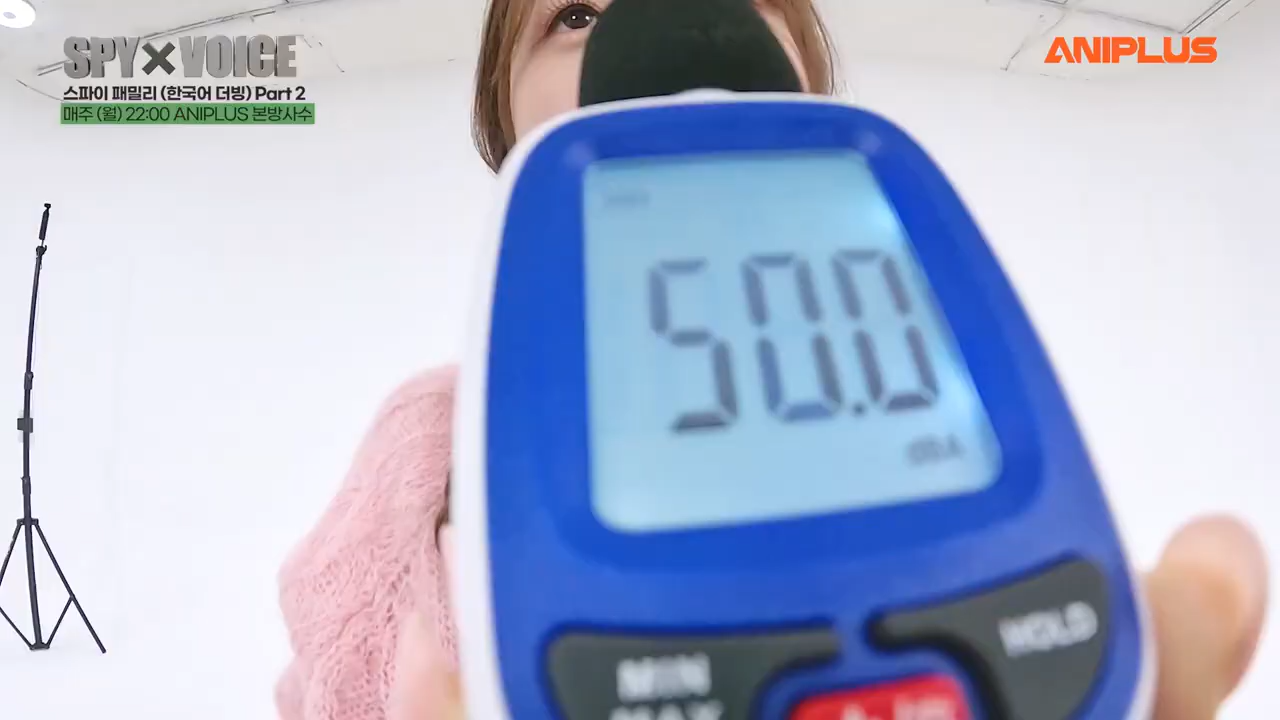 SPY×VOICE
스파이 패밀리 (한국어 더빙) Part 2
매주 (월) 22:00 ANIPLUS 본방사수
ANIPLUS
50.0
dBA
HOLD
MIN
MAX